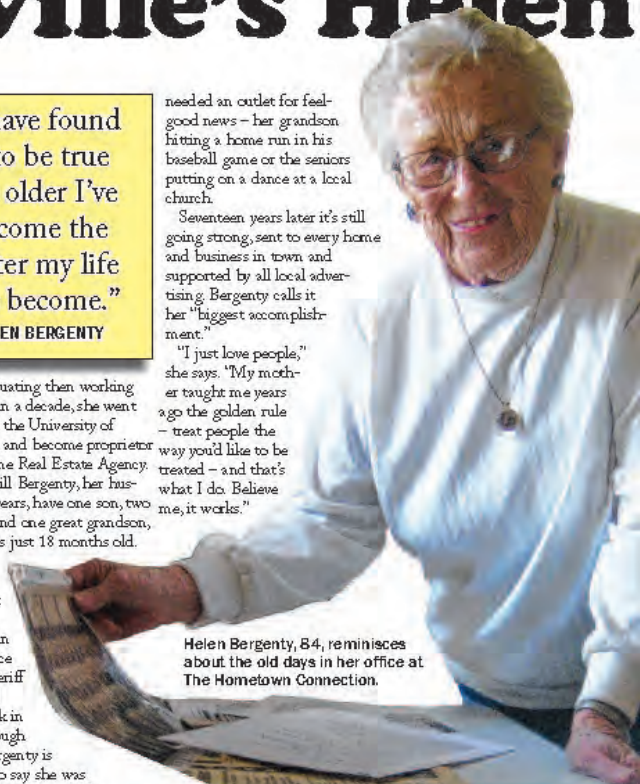 ville's Helen
ave found
o be true
older I've
come the
ter my life
become."
EN BERGENTY
uating then working
n a decade, she went
the University of
and become proprietor
ne Real Estate Agency.
ill Bergenty, her hus-
years, have one son, two
nd one great grandson,
s just 18 months old.
n
ce
eriff
k in
ugh
rgenty is
o say she was
needed an outlet for feel-
good news – her grandson
hitting a home run in his
baseball game or the seniors
putting on a dance at a local
church.
Seventeen years later it's still
going strong, sent to every home
and business in town and
supported by all local adver-
tising. Bergenty calls it
her "biggest accomplish-
ment."
"I just love people,"
she says. "My moth-
er taught me years
ago the golden rule
– treat people the
way you'd like to be
treated – and that's
what I do. Believe
me, it works."
Helen Bergenty, 84, reminisces
about the old days in her office at
The Hometown Connection.